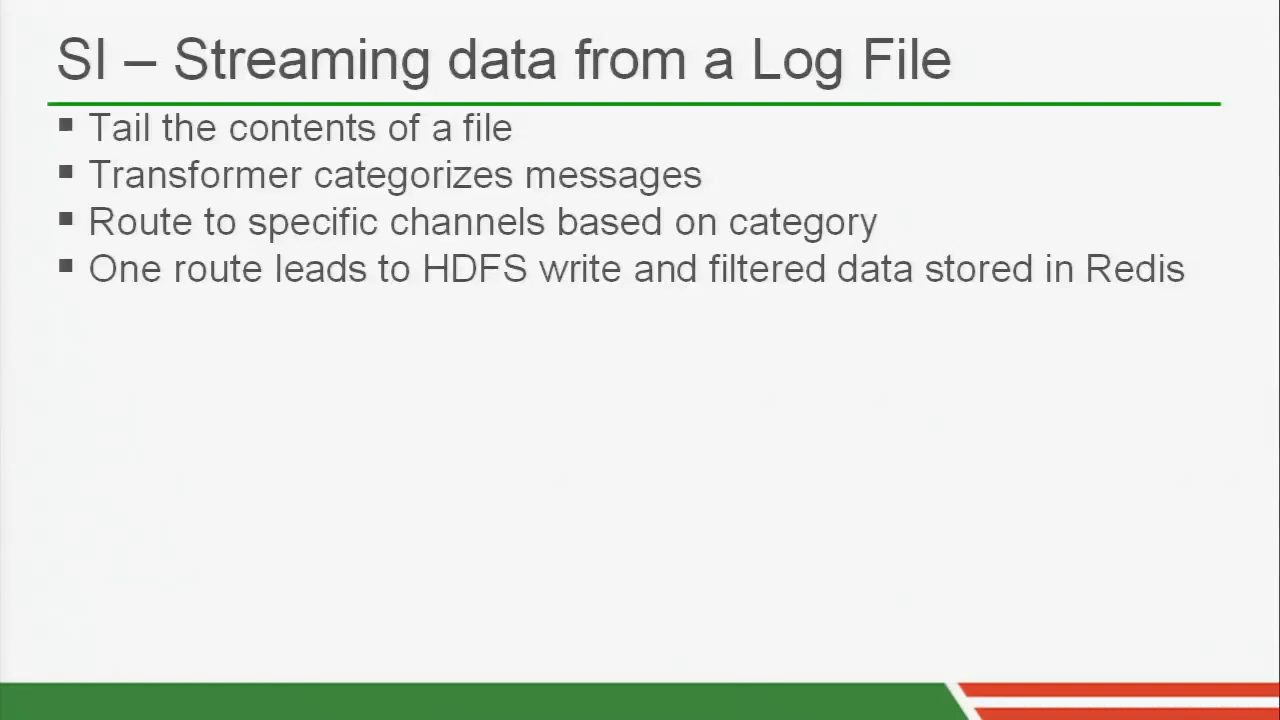 SI – Streaming data from a Log File
▪ Tail the contents of a file
▪ Transformer categorizes messages
▪ Route to specific channels based on category
▪ One route leads to HDFS write and filtered data stored in Redis